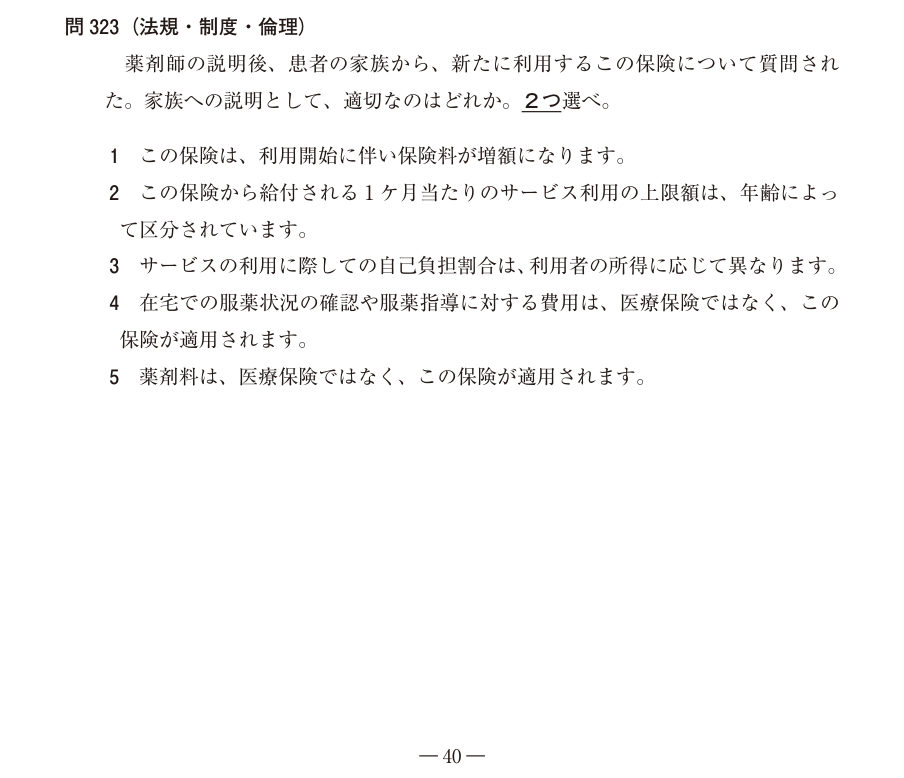 問 323（法規・制度・倫理）
薬剤師の説明後、患者の家族から、新たに利用するこの保険について質問され
た。家族への説明として、適切なのはどれか。２つ選べ。
1 この保険は、利用開始に伴い保険料が増額になります。
2 この保険から給付される１ケ月当たりのサービス利用の上限額は、年齢によっ
て区分されています。
3 サービスの利用に際しての自己負担割合は、利用者の所得に応じて異なります。
4 在宅での服薬状況の確認や服薬指導に対する費用は、医療保険ではなく、この
保険が適用されます。
5 薬剤料は、医療保険ではなく、この保険が適用されます。
― 40 ―